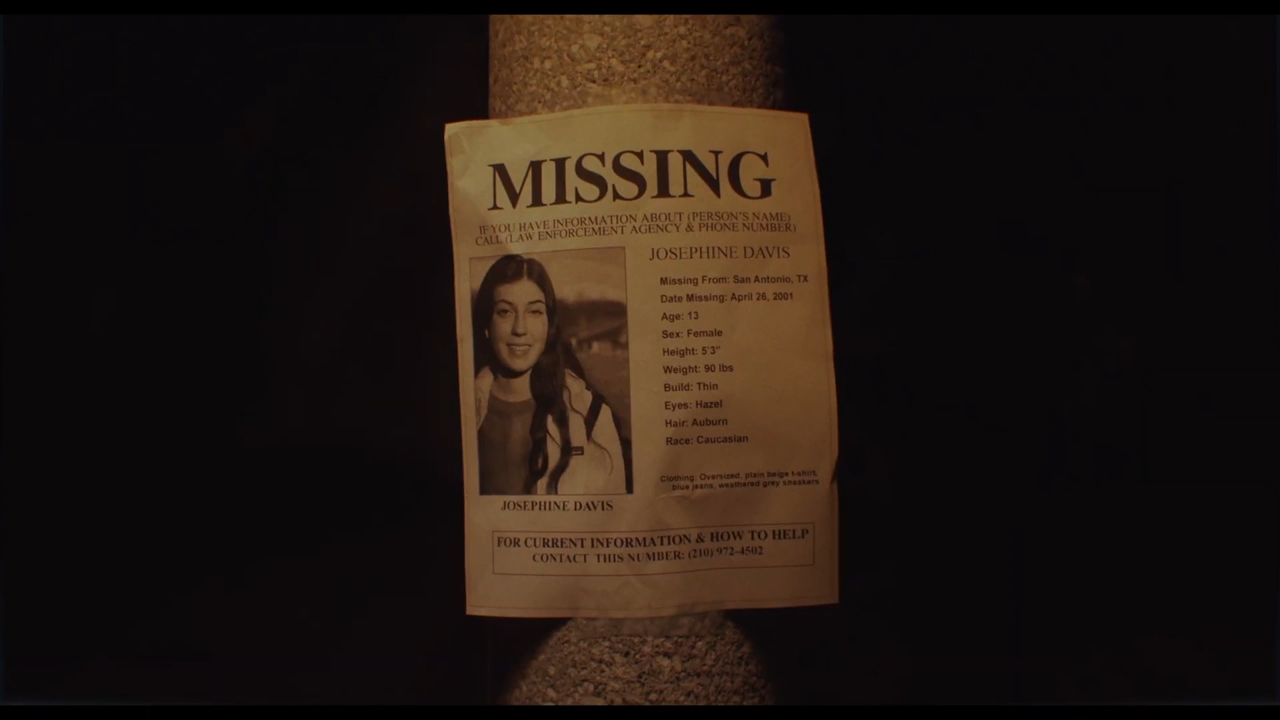 MISSING
IF YOU HAVE INFORMATION ABOUT (PERSON'S NAME)
CALL (LAW ENFORCEMENT AGENCY & PHONE NUMBER)
JOSEPHINE DAVIS
Missing From: San Antonio, TX
Date Missing: April 26, 2001
Age: 13
Sex: Female
Height: 5'3"
Weight: 90 lbs
Build: Thin
Eyes: Hazel
Hair: Auburn
Race: Caucasian
Clothing: Oversized, plain beige t-shirt,
blue jeans, weathered grey sneakers
JOSEPHINE DAVIS
FOR CURRENT INFORMATION & HOW TO HELP
CONTACT THIS NUMBER: (210) 972-4502